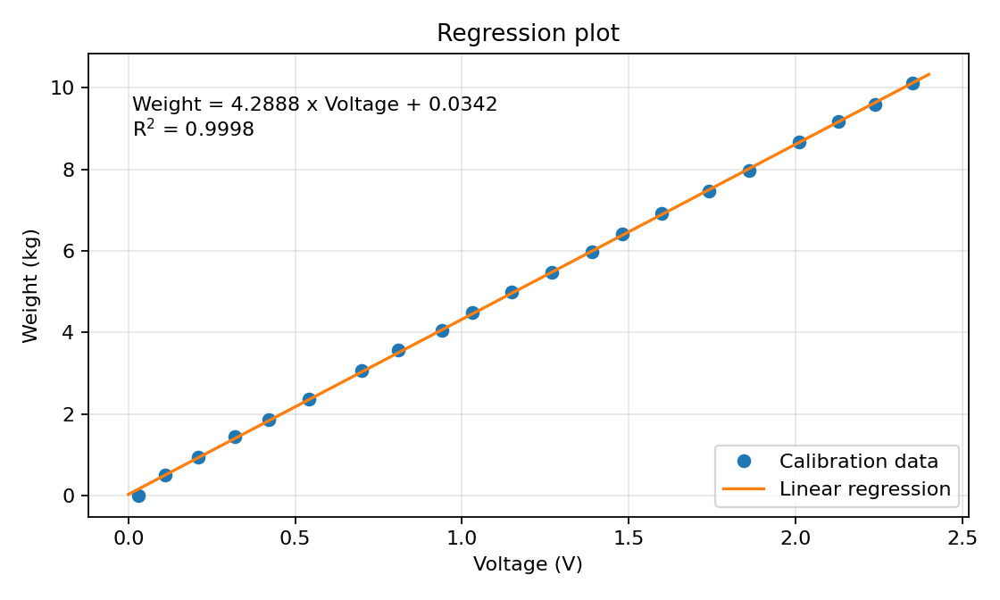 Regression plot
Weight = 4.2888 x Voltage + 0.0342
R² = 0.9998
10
8
6
4
2
0
Weight (kg)
Calibration data
Linear regression
0.0 0.5 1.0 1.5 2.0 2.5
Voltage (V)